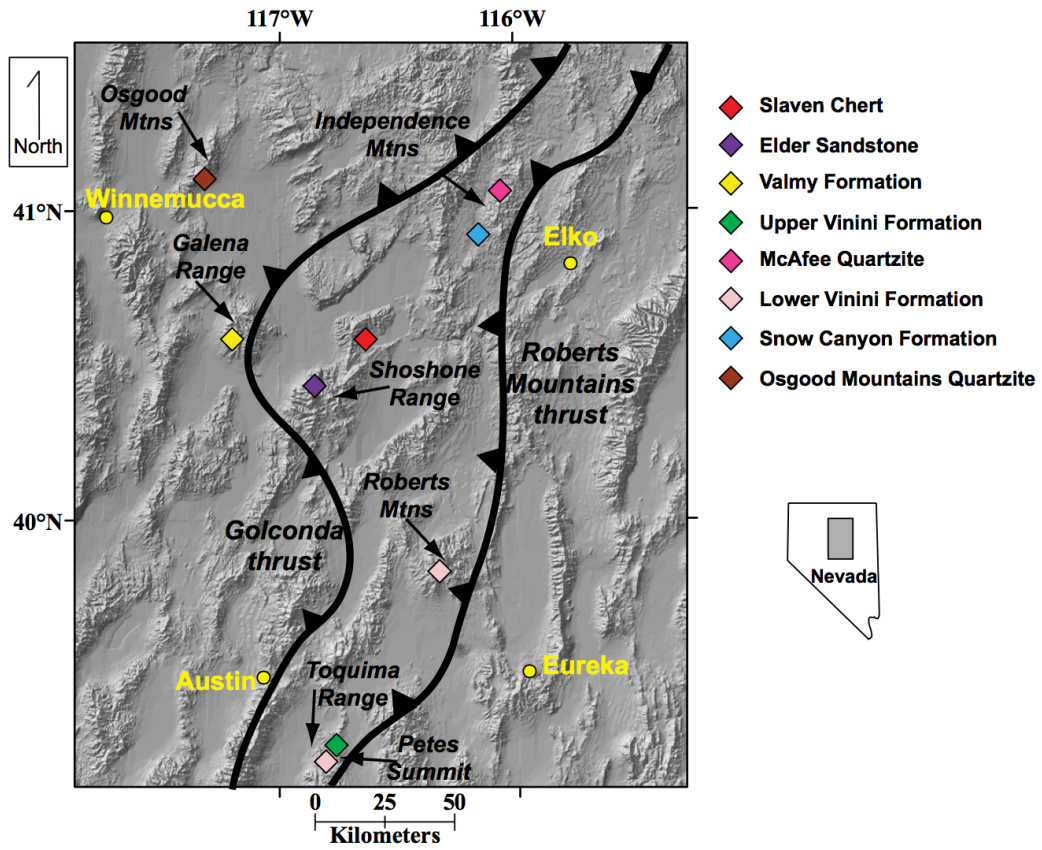 117°W
116°W
North
Osgood
Mtns
Independence
Mtns
41°N
Winnemucca
Galena
Range
Elko
Shoshone
Range
Roberts
Mountains
thrust
Roberts
Mtns
40°N
Golconda
thrust
Austin
Toquima
Range
Eureka
Petes
Summit
0 25 50
Kilometers
Slaven Chert
Elder Sandstone
Valmy Formation
Upper Vinini Formation
McAfee Quartzite
Lower Vinini Formation
Snow Canyon Formation
Osgood Mountains Quartzite
Nevada